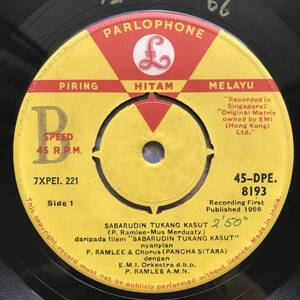 PARLOPHONE
PIRING HITAM MELAYU
"Recorded in
Singapore"
"Original Matrix
owned by EMI
(Hong Kong)
Ltd."
B
SPEED
45 R.P.M.
7XPEI. 221
45-DPE.
8193
Side 1
Recording First
Published 1966
SABARUDIN TUKANG KASUT
2'50"
(P. Ramlee-Mus Merduaty)
daripada filem "SABARUDIN TUKANG KASUT"
nyanyian
P. RAMLEE & Chorus (PANCHA SITARA)
dengan
E.M.I. Orkestra d.b.p.
P. RAMLEE A.M.N.